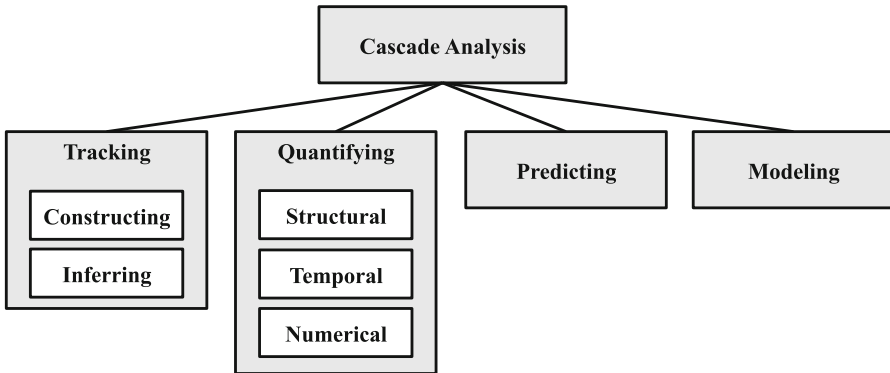 Cascade Analysis
Tracking
Constructing
Inferring
Quantifying
Structural
Temporal
Numerical
Predicting
Modeling